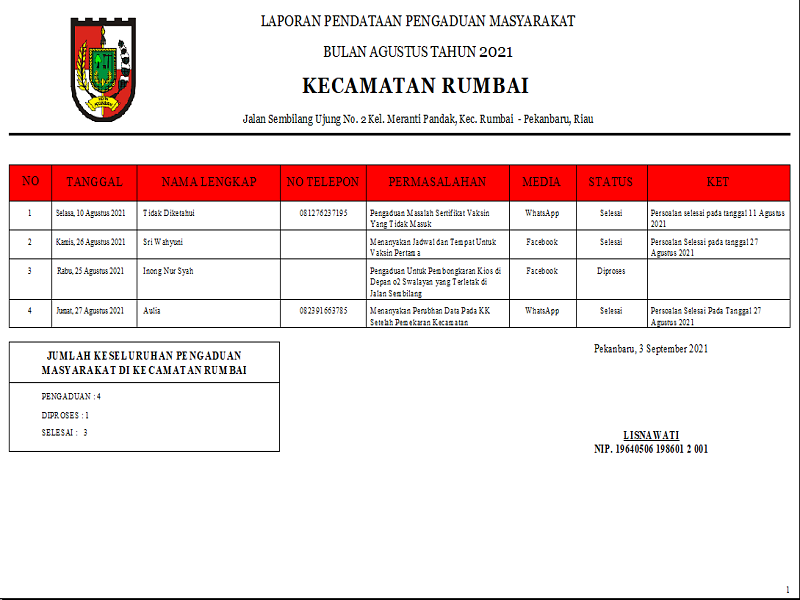 LAPORAN PENDATAAN PENGADUAN MASYARAKAT
BULAN AGUSTUS TAHUN 2021
KECAMATAN RUMBAI
Jalan Sembilang Ujung No. 2 Kel. Meranti Pandak, Kec. Rumbai - Pekanbaru, Riau
NO TANGGAL NAMA LENGKAP NO TELEPON PERMASALAHAN MEDIA STATUS KET
1 Selasa, 10 Agustus 2021 Tidak Diketahui 081276237195 Pengaduan Masalah Sertifikat Vaksin WhatsApp Selesai Persoalan selesai pada tanggal 11 Agustus
Yang Tidak Masuk 2021
2 Kamis, 26 Agustus 2021 Sri Wahyuni Menanyakan Jadwal dan Tempat Untuk Facebook Selesai Persoalan Selesai pada tanggal 27
Vaksin Pertama Agustus 2021
3 Rabu, 25 Agustus 2021 Inong Nur Syah Pengaduan Untuk Pembongkaran Kios di Facebook Diproses
Depan o2 Swalayan yang Terletak di
Jalan Sembilang
4 Jumat, 27 Agustus 2021 Aulia 082391663785 Menanyakan Perubhan Data Pada KK WhatsApp Selesai Persoalan Selesai Pada Tanggal 27
Setelah Pemekaran Kecamatan Agustus 2021
JUMLAH KESELURUHAN PENGADUAN
MASYARAKAT DI KECAMATAN RUMBAI
PENGADUAN : 4
DIPROSES : 1
SELESAI : 3
Pekanbaru, 3 September 2021
LISNAWATI
NIP. 19640506 198601 2 001
1